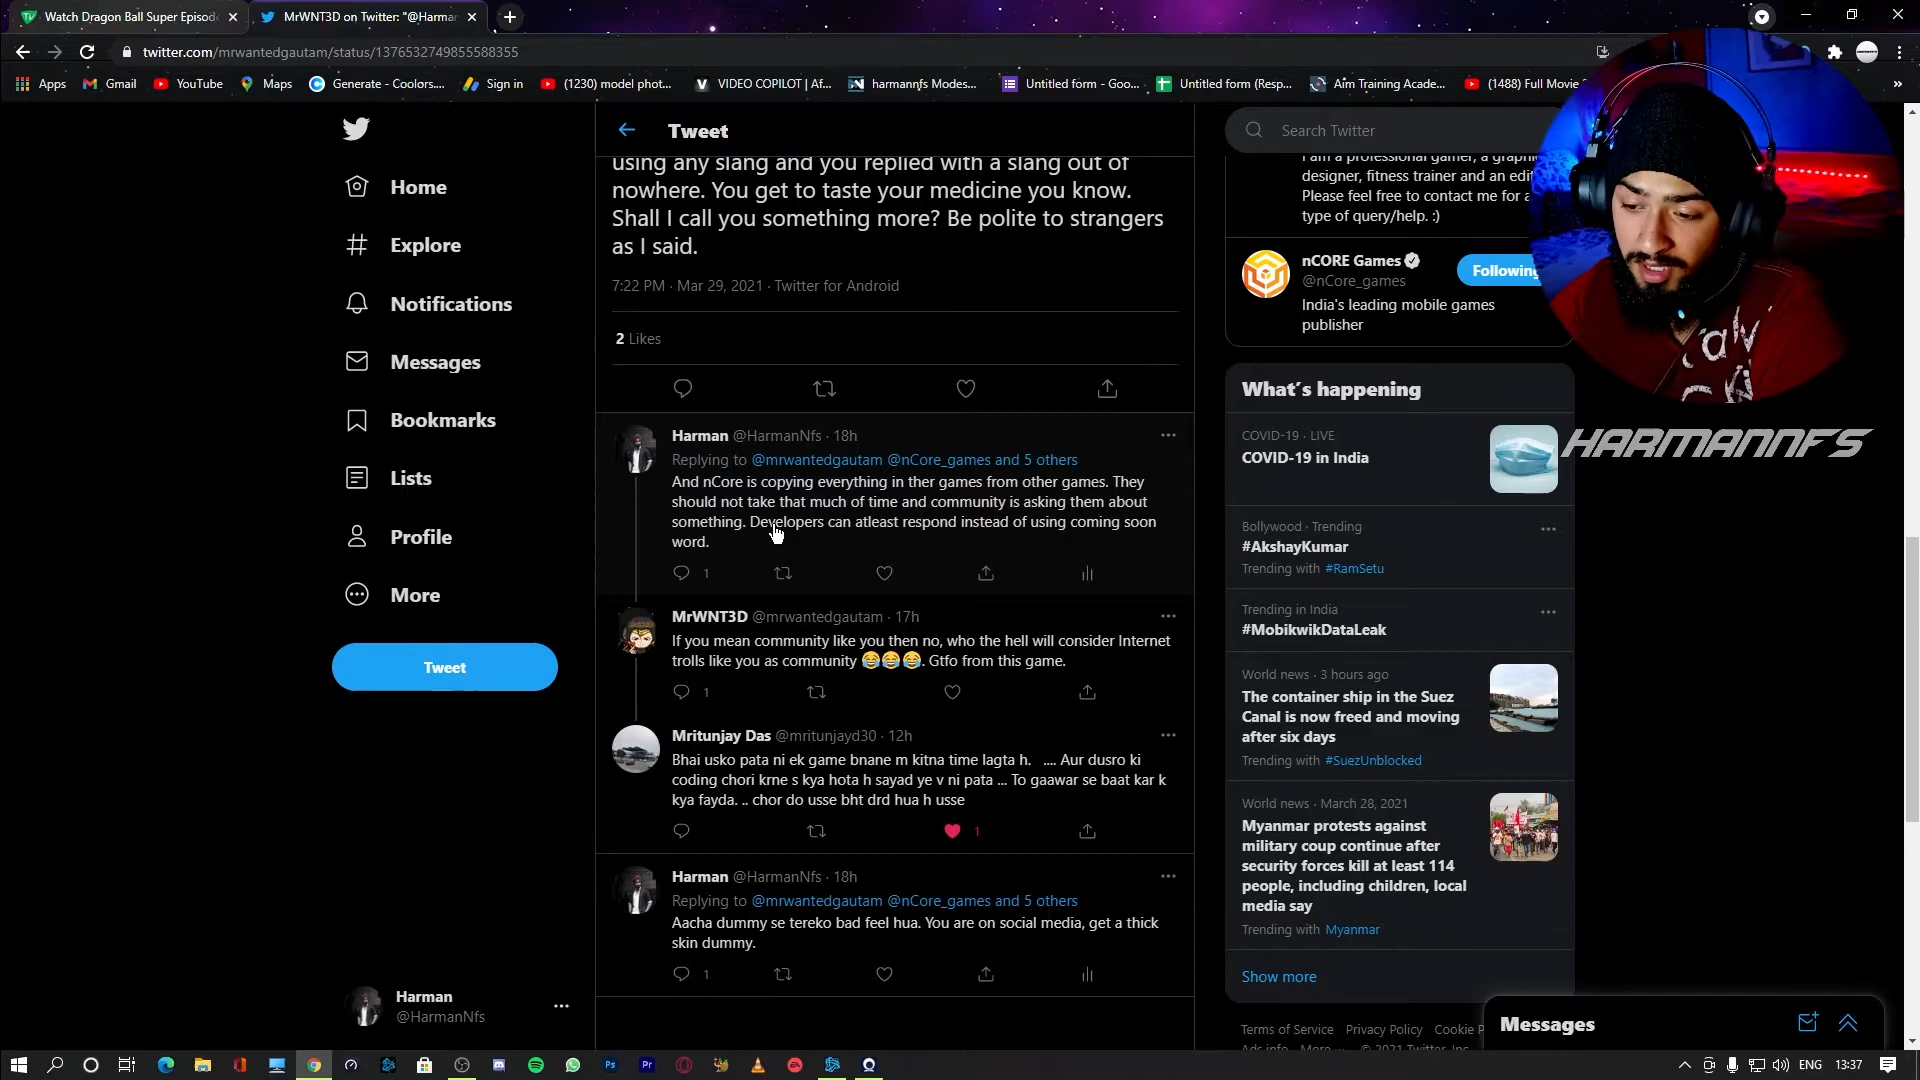 Watch Dragon Ball Super Episod
MrWNT3D on Twitter: "@Harman
twitter.com/mrwantedgautam/status/1376532749855588355
Apps
Gmail
YouTube
Maps
Generate - Coolors....
Sign in
(1230) model phot...
VIDEO COPILOT | Af...
harmannfs Modes...
Untitled form - Goo...
Untitled form (Resp...
Aim Training Acade...
(1488) Full Movie
»
Home
Explore
Notifications
Messages
Bookmarks
Lists
Profile
More
Tweet
Harman
@HarmanNfs
Tweet
using any slang and you replied with a slang out of
nowhere. You get to taste your medicine you know.
Shall I call you something more? Be polite to strangers
as I said.
7:22 PM · Mar 29, 2021 · Twitter for Android
2 Likes
Harman @HarmanNfs · 18h
Replying to @mrwantedgautam @nCore_games and 5 others
And nCore is copying everything in ther games from other games. They
should not take that much of time and community is asking them about
something. Developers can atleast respond instead of using coming soon
word.
1
MrWNT3D @mrwantedgautam · 17h
If you mean community like you then no, who the hell will consider Internet
trolls like you as community 😂😂😂. Gtfo from this game.
1
Mritunjay Das @mritunjayd30 · 12h
Bhai usko pata ni ek game bnane m kitna time lagta h. .... Aur dusro ki
coding chori krne s kya hota h sayad ye v ni pata ... To gaawar se baat kar k
kya fayda. .. chor do usse bht drd hua h usse
1
Harman @HarmanNfs · 18h
Replying to @mrwantedgautam @nCore_games and 5 others
Aacha dummy se tereko bad feel hua. You are on social media, get a thick
skin dummy.
1
Search Twitter
I am a professional gamer, a graphi
designer, fitness trainer and an edit
Please feel free to contact me for a
type of query/help. :)
nCORE Games
@nCore_games
Following
India's leading mobile games
publisher
HARMANNFS
What's happening
COVID-19 · LIVE
COVID-19 in India
Bollywood · Trending
#AkshayKumar
Trending with #RamSetu
Trending in India
#MobikwikDataLeak
World news · 3 hours ago
The container ship in the Suez
Canal is now freed and moving
after six days
Trending with #SuezUnblocked
World news · March 28, 2021
Myanmar protests against
military coup continue after
security forces kill at least 114
people, including children, local
media say
Trending with Myanmar
Show more
Terms of Service Privacy Policy Cookie P
Ads info More ... © 2021 Twitter, Inc.
Messages
ENG
13:37